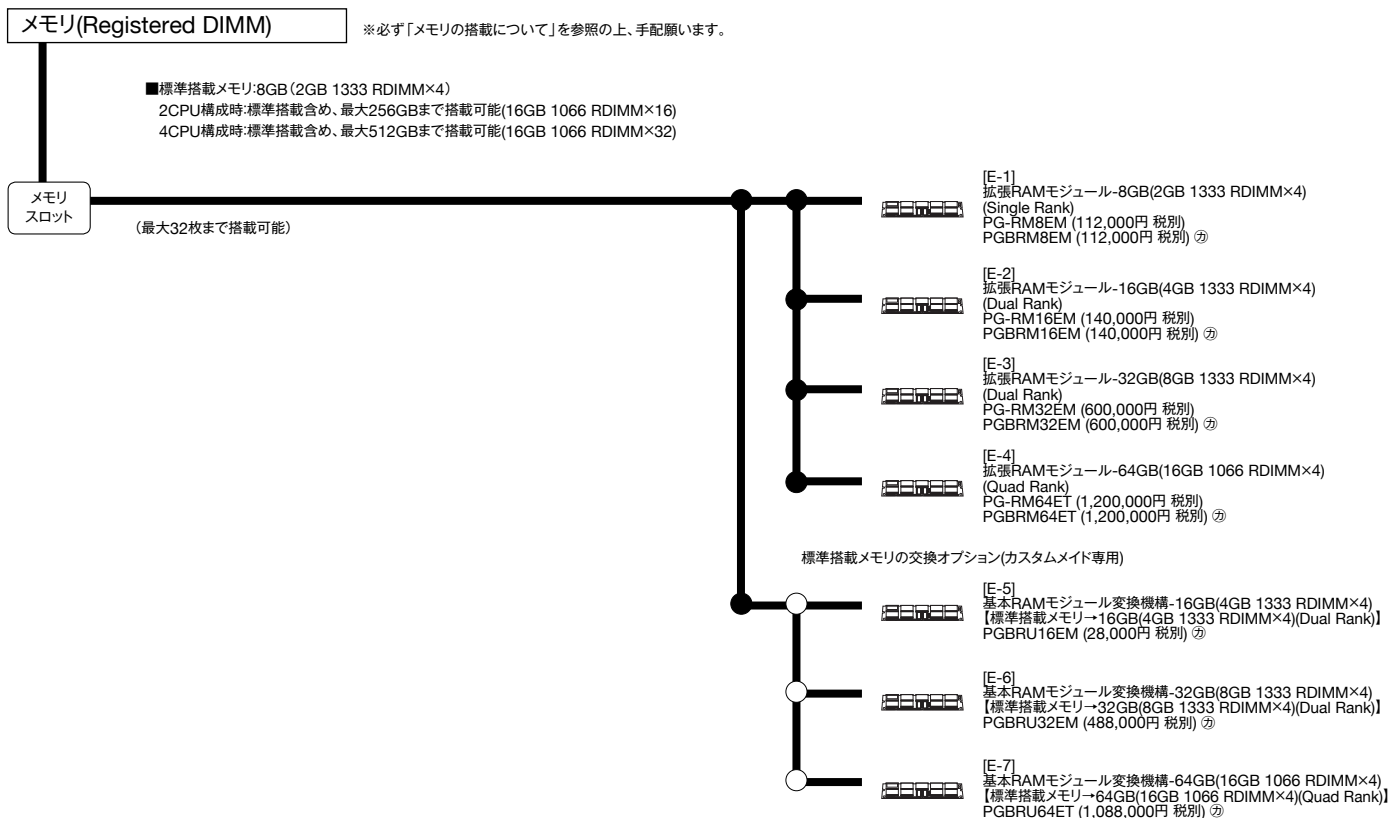 メモリ(Registered DIMM)
※必ず「メモリの搭載について」を参照の上、手配願います。
■標準搭載メモリ:8GB(2GB 1333 RDIMM×4)
2CPU構成時:標準搭載含め、最大256GBまで搭載可能(16GB 1066 RDIMM×16)
4CPU構成時:標準搭載含め、最大512GBまで搭載可能(16GB 1066 RDIMM×32)
メモリ
スロット
(最大32枚まで搭載可能)
[E-1]
拡張RAMモジュール-8GB(2GB 1333 RDIMM×4)
(Single Rank)
PG-RM8EM (112,000円 税別)
PGBRM8EM (112,000円 税別) ㋕
[E-2]
拡張RAMモジュール-16GB(4GB 1333 RDIMM×4)
(Dual Rank)
PG-RM16EM (140,000円 税別)
PGBRM16EM (140,000円 税別) ㋕
[E-3]
拡張RAMモジュール-32GB(8GB 1333 RDIMM×4)
(Dual Rank)
PG-RM32EM (600,000円 税別)
PGBRM32EM (600,000円 税別) ㋕
[E-4]
拡張RAMモジュール-64GB(16GB 1066 RDIMM×4)
(Quad Rank)
PG-RM64ET (1,200,000円 税別)
PGBRM64ET (1,200,000円 税別) ㋕
標準搭載メモリの交換オプション(カスタムメイド専用)
[E-5]
基本RAMモジュール変換機構-16GB(4GB 1333 RDIMM×4)
【標準搭載メモリ→16GB(4GB 1333 RDIMM×4)(Dual Rank)】
PGBRU16EM (28,000円 税別) ㋕
[E-6]
基本RAMモジュール変換機構-32GB(8GB 1333 RDIMM×4)
【標準搭載メモリ→32GB(8GB 1333 RDIMM×4)(Dual Rank)】
PGBRU32EM (488,000円 税別) ㋕
[E-7]
基本RAMモジュール変換機構-64GB(16GB 1066 RDIMM×4)
【標準搭載メモリ→64GB(16GB 1066 RDIMM×4)(Quad Rank)】
PGBRU64ET (1,088,000円 税別) ㋕